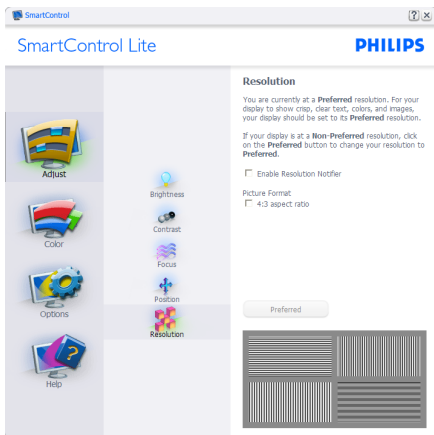 SmartControl
SmartControl Lite
PHILIPS
Adjust
Color
Options
Help
Brightness
Contrast
Focus
Position
Resolution
Resolution
You are currently at a Preferred resolution. For your
display to show crisp, clear text, colors, and images,
your display should be set to its Preferred resolution.
If your display is at a Non-Preferred resolution, click
on the Preferred button to change your resolution to
Preferred.
Enable Resolution Notifier
Picture Format
4:3 aspect ratio
Preferred